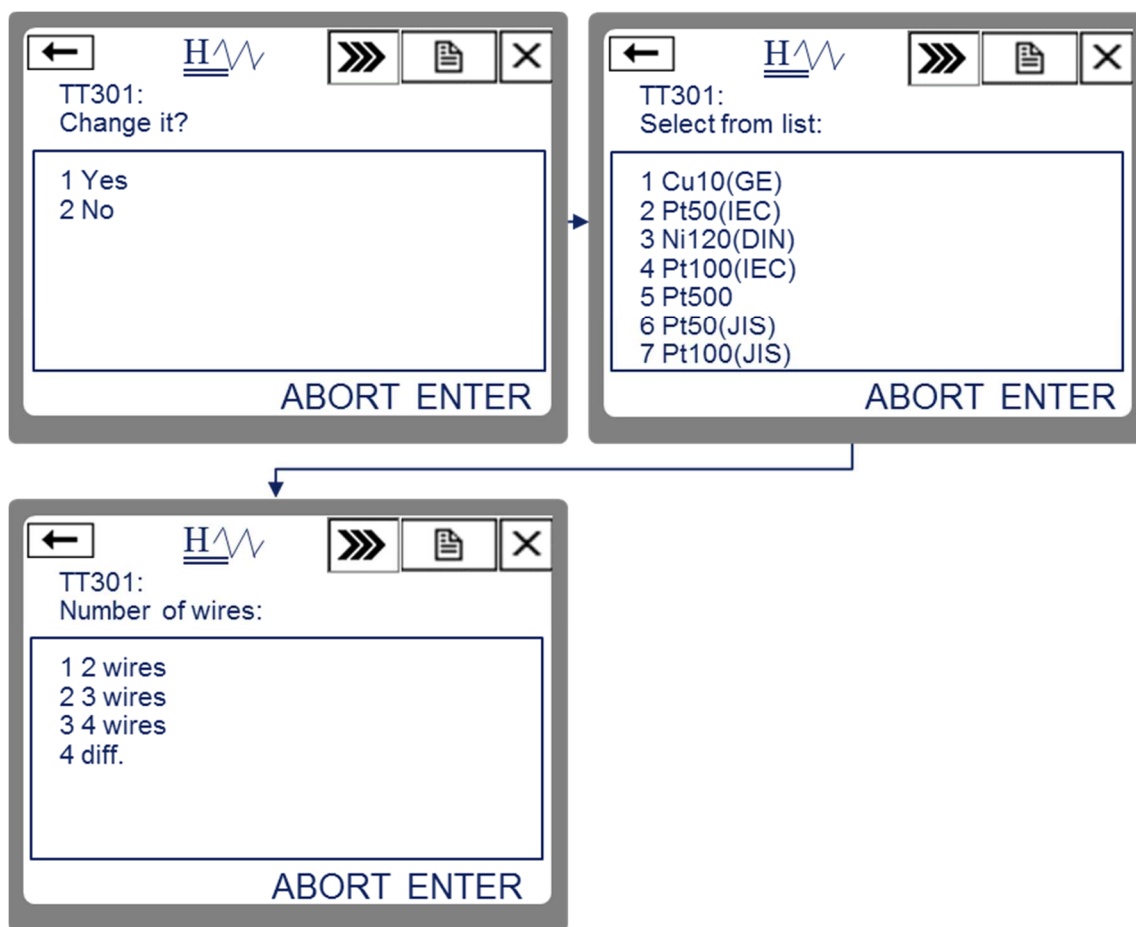 H
TT301:
Change it?
1 Yes
2 No
ABORT ENTER
H
TT301:
Select from list:
1 Cu10(GE)
2 Pt50(IEC)
3 Ni120(DIN)
4 Pt100(IEC)
5 Pt500
6 Pt50(JIS)
7 Pt100(JIS)
ABORT ENTER
H
TT301:
Number of wires:
1 2 wires
2 3 wires
3 4 wires
4 diff.
ABORT ENTER